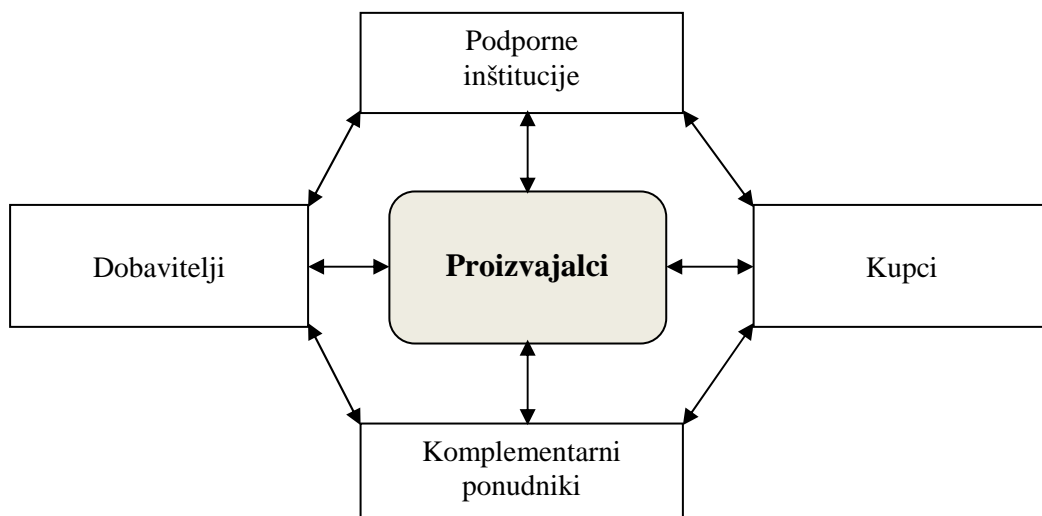 Podporne
inštitucije
Dobavitelji
Proizvajalci
Kupci
Komplementarni
ponudniki